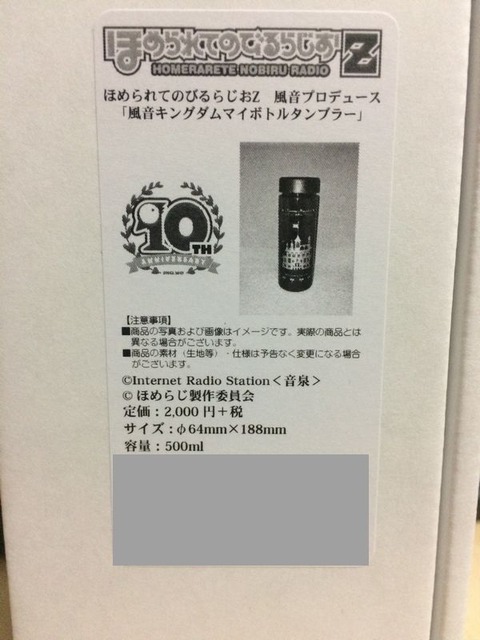 ほめられてのびるらじお Z
HOMERARETE NOBIRU RADIO
ほめられてのびるらじおZ　風音プロデュース
「風音キングダムマイボトルタンブラー」
10TH
ANNIVERSARY
【注意事項】
■商品の写真および画像はイメージです。実際の商品とは
異なる場合がございます。
■商品の素材（生地等）・仕様は予告なく変更になる場合
がございます。
©Internet Radio Station＜音泉＞
© ほめらじ製作委員会
定価：2,000円＋税
サイズ：φ64mm×188mm
容量：500ml